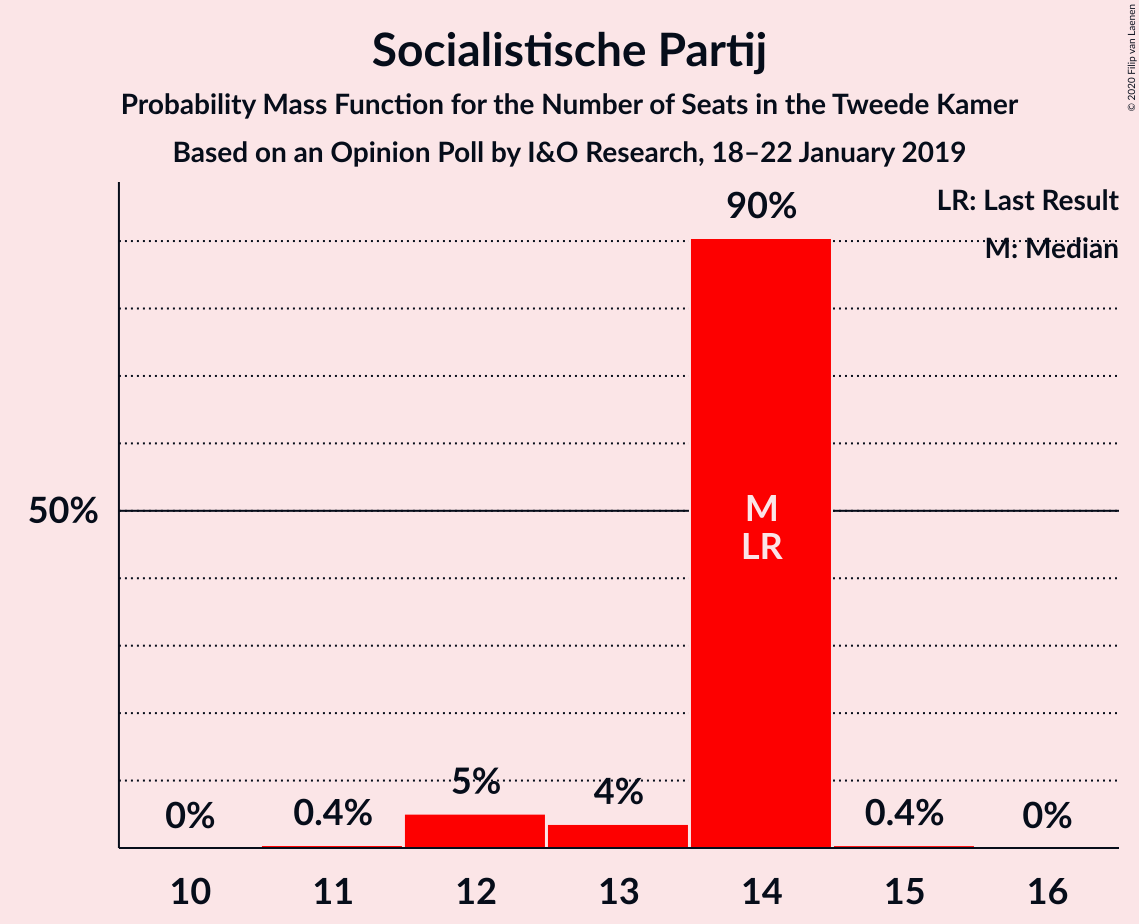 Socialistische Partij
Probability Mass Function for the Number of Seats in the Tweede Kamer
Based on an Opinion Poll by I&O Research, 18–22 January 2019
© 2020 Filip van Laenen
LR: Last Result
M: Median
90%
50%
M
LR
0%
0.4%
5%
4%
0.4%
0%
10
11
12
13
14
15
16